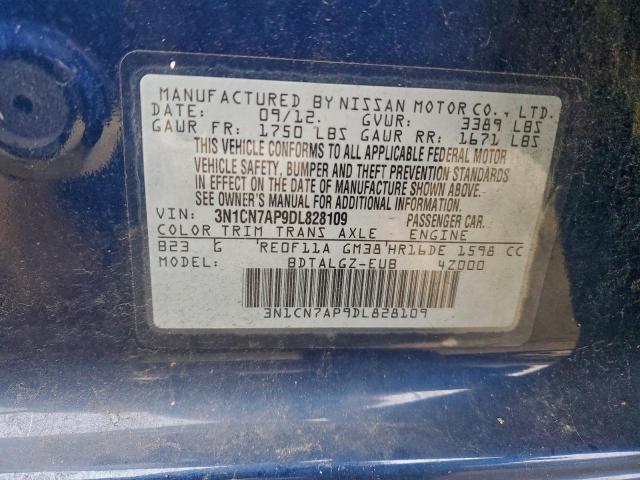 MANUFACTURED BY NISSAN MOTOR CO., LTD.
DATE: 09/12. GVWR: 3389 LBS
GAWR FR: 1750 LBS GAWR RR: 1671 LBS
THIS VEHICLE CONFORMS TO ALL APPLICABLE FEDERAL MOTOR
VEHICLE SAFETY, BUMPER AND THEFT PREVENTION STANDARDS
IN EFFECT ON THE DATE OF MANUFACTURE SHOWN ABOVE.
SEE OWNER'S MANUAL FOR ADDITIONAL INFORMATION.
VIN: 3N1CN7AP9DL828109 PASSENGER CAR
COLOR TRIM TRANS AXLE ENGINE
B23 G RE0F11A GM38 HR16DE 1598 CC
MODEL: BDTALGZ-EUB 4Z000
3N1CN7AP9DL828109